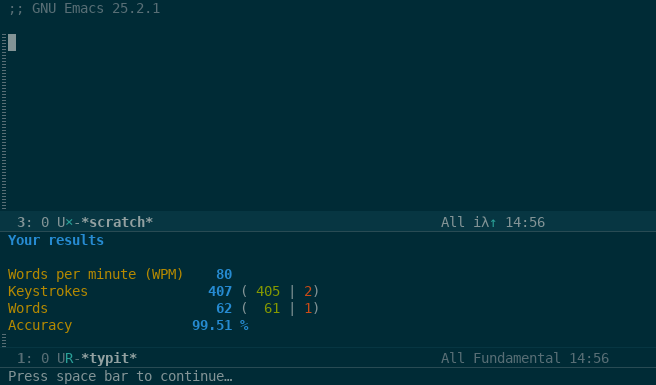 ;; GNU Emacs 25.2.1
3: 0 U×-*scratch* All iλ↑ 14:56
Your results
Words per minute (WPM) 80
Keystrokes 407 ( 405 | 2)
Words 62 ( 61 | 1)
Accuracy 99.51 %
1: 0 UR-*typit* All Fundamental 14:56
Press space bar to continue…